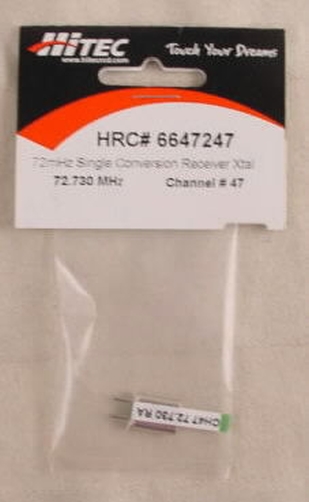 HiTEC
Touch Your Dreams
www.hitecrcd.com
HRC# 6647247
72mHz Single Conversion Receiver Xtal
72.730 MHz Channel # 47
CH47 72.730 RA